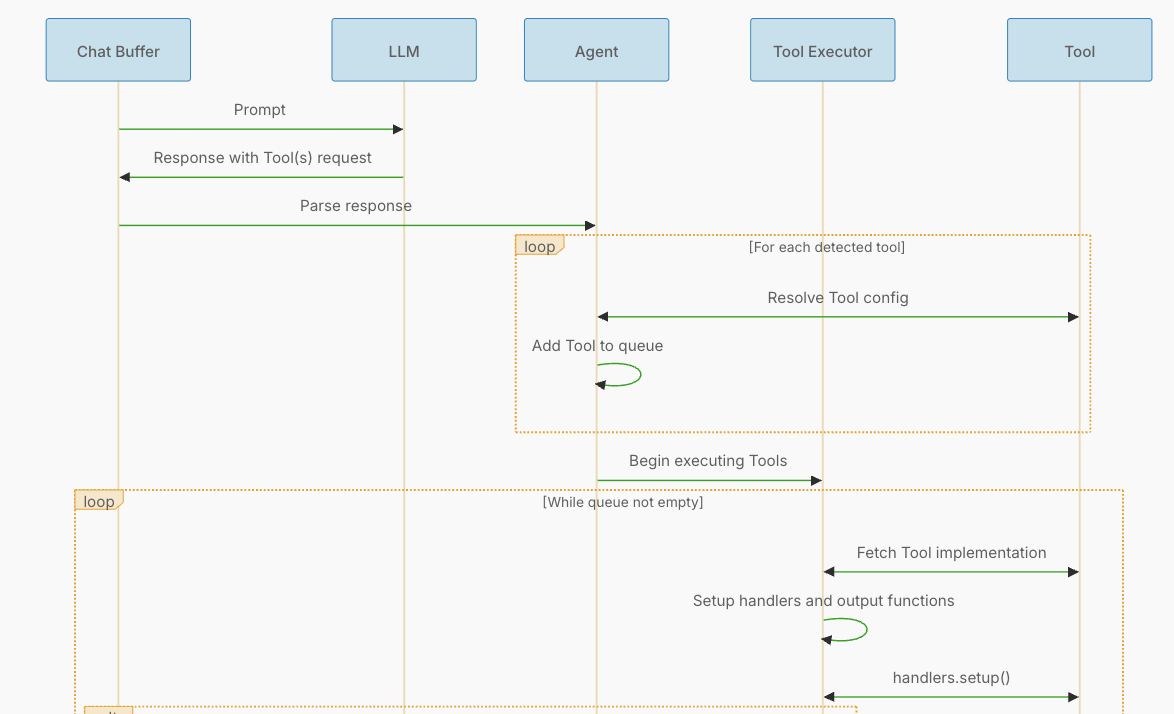 Chat Buffer
LLM
Agent
Tool Executor
Tool
Prompt
Response with Tool(s) request
Parse response
loop
[For each detected tool]
Resolve Tool config
Add Tool to queue
Begin executing Tools
loop
[While queue not empty]
Fetch Tool implementation
Setup handlers and output functions
handlers.setup()